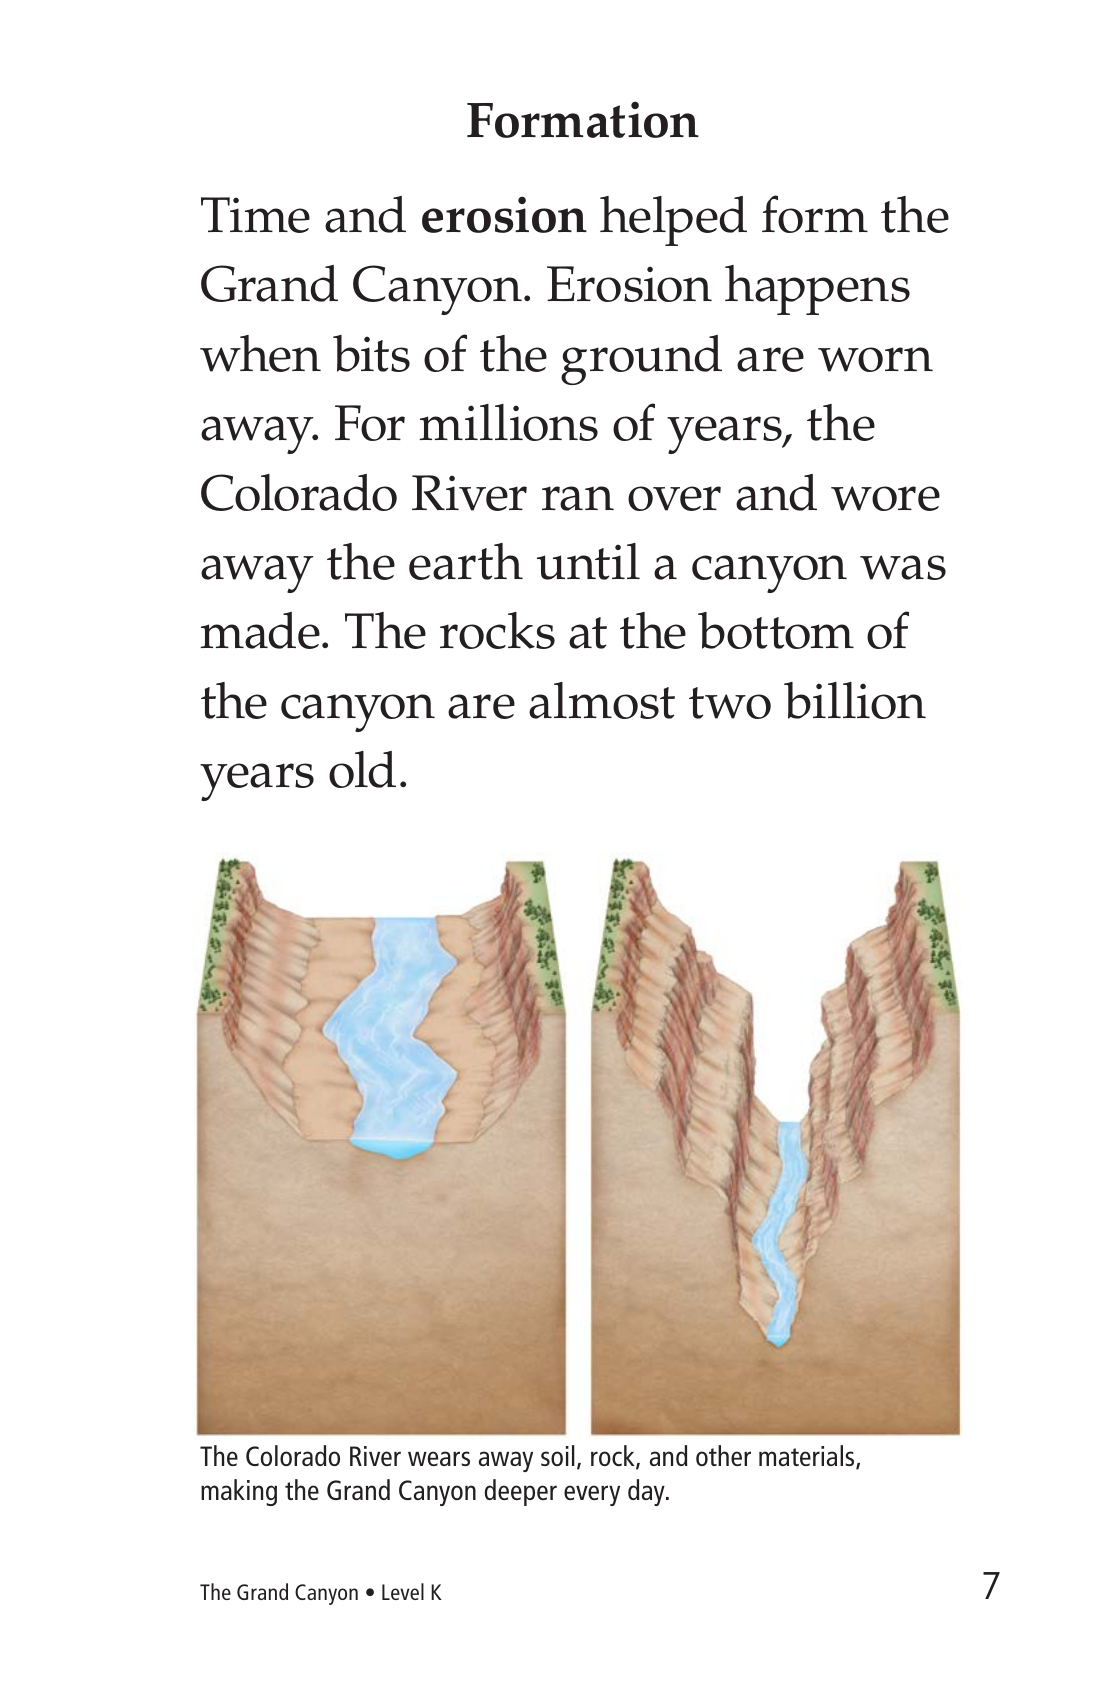 Formation
Time and erosion helped form the
Grand Canyon. Erosion happens
when bits of the ground are worn
away. For millions of years, the
Colorado River ran over and wore
away the earth until a canyon was
made. The rocks at the bottom of
the canyon are almost two billion
years old.
The Colorado River wears away soil, rock, and other materials,
making the Grand Canyon deeper every day.
The Grand Canyon • Level K
7